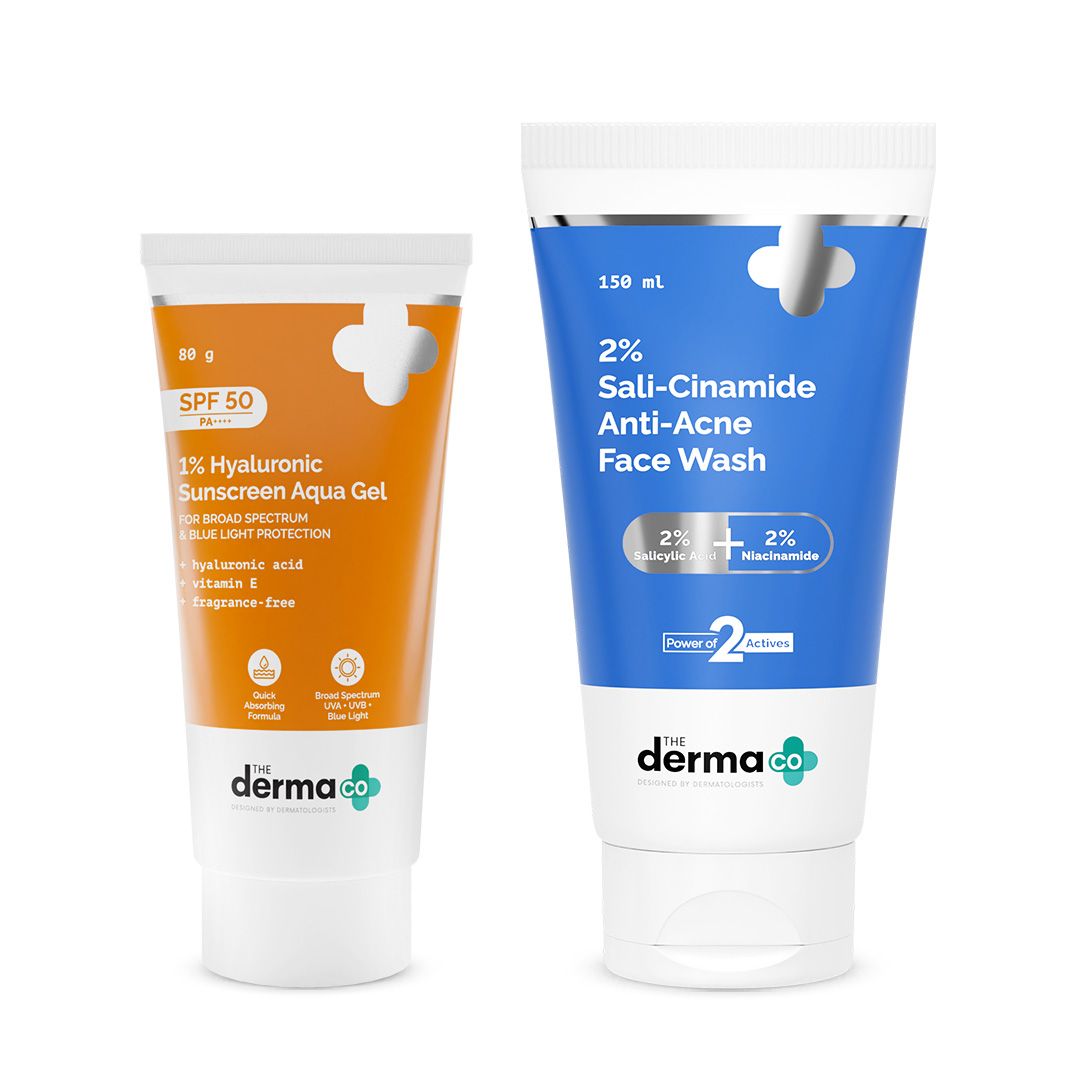 80 g
SPF 50
PA++++
1% Hyaluronic
Sunscreen Aqua Gel
FOR BROAD SPECTRUM
& BLUE LIGHT PROTECTION
+ hyaluronic acid
+ vitamin E
+ fragrance-free
Quick
Absorbing
Formula
Broad Spectrum
UVA + UVB +
Blue Light
THE
derma co
DESIGNED BY DERMATOLOGISTS
150 ml
2%
Sali-Cinamide
Anti-Acne
Face Wash
2%
Salicylic Acid
+
2%
Niacinamide
Power of 2 Actives
THE
derma co
DESIGNED BY DERMATOLOGISTS